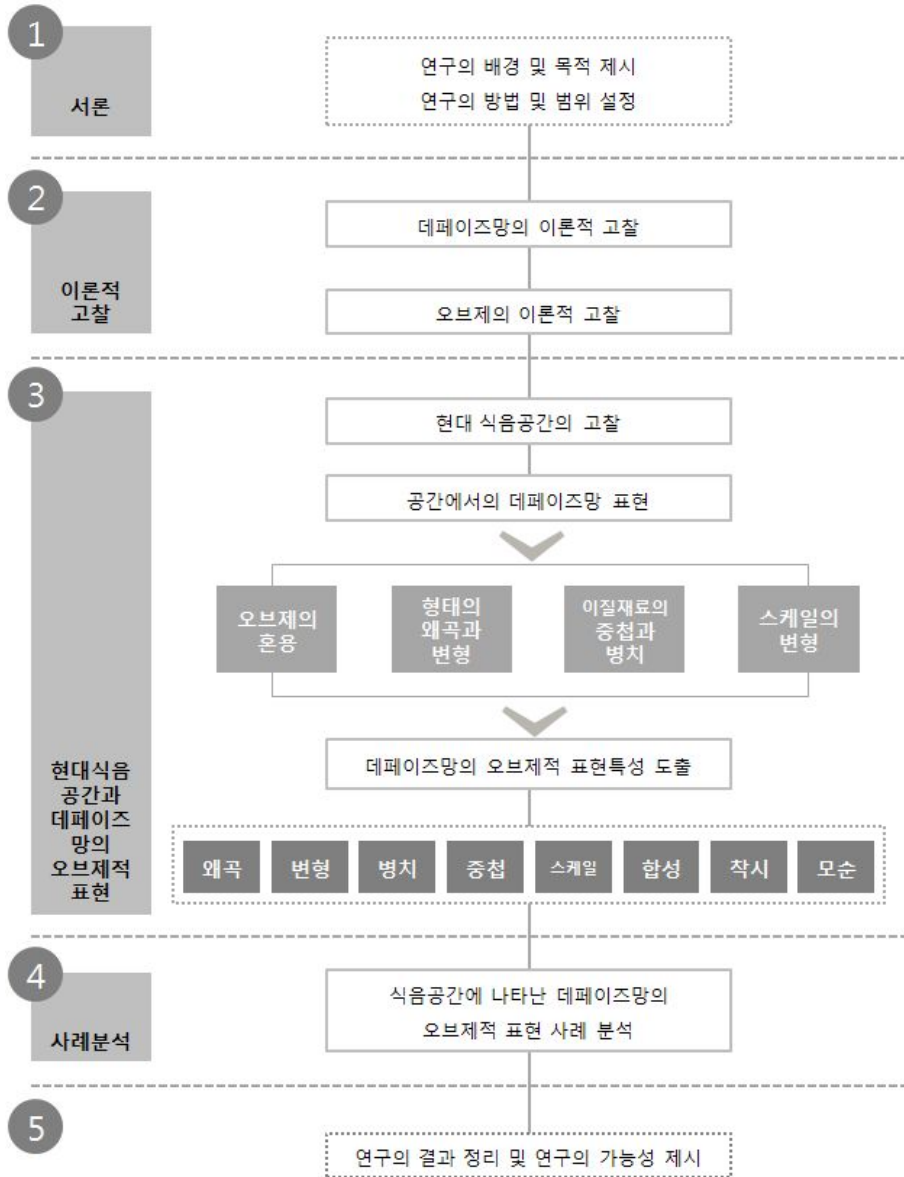 1
서론
연구의 배경 및 목적 제시
연구의 방법 및 범위 설정
2
이론적
고찰
데페이즈망의 이론적 고찰
오브제의 이론적 고찰
3
현대식음
공간과
데페이즈
망의
오브제적
표현
현대 식음공간의 고찰
공간에서의 데페이즈망 표현
오브제의
혼용
형태의
왜곡과
변형
이질재료의
중첩과
병치
스케일의
변형
데페이즈망의 오브제적 표현특성 도출
왜곡
변형
병치
중첩
스케일
합성
착시
모순
4
사례분석
식음공간에 나타난 데페이즈망의
오브제적 표현 사례 분석
5
연구의 결과 정리 및 연구의 가능성 제시